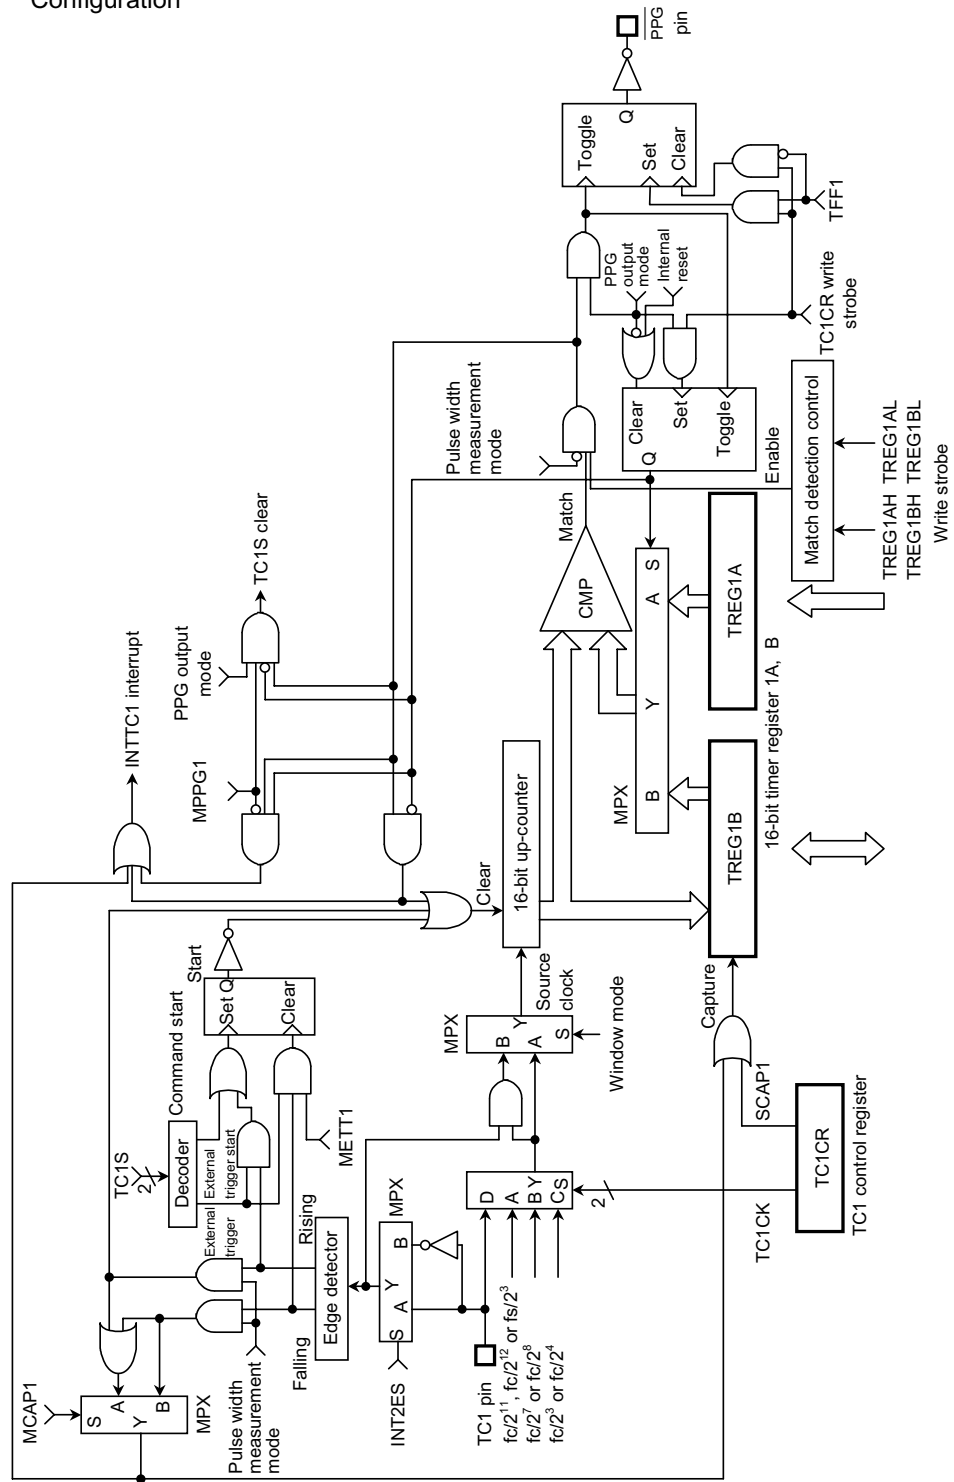 Configuration
MCAP1
S
A
Y
B
MPX
Pulse width
measurement
mode
TC1S
2
Decoder
Command start
External
trigger
External
trigger start
METT1
Set Q
Clear
Start
Falling
Rising
Edge detector
INT2ES
S
A
Y
B
MPX
TC1 pin
fc/2^11, fc/2^12 or fs/2^3
fc/2^7 or fc/2^8
fc/2^3 or fc/2^4
D
A
B Y
C S
2
TC1CK
MPX
B
Y
A
S
Window mode
Source
clock
16-bit up-counter
Clear
INTTC1 interrupt
MPPG1
PPG output
mode
TC1S clear
TC1CR
TC1 control register
SCAP1
Capture
TREG1B
TREG1A
16-bit timer register 1A, B
MPX
B
Y
A
S
CMP
Match
Pulse width
measurement
mode
Enable
Match detection control
TREG1AH TREG1AL
TREG1BH TREG1BL
Write strobe
Clear
Q
Set
Toggle
PPG
output
mode
Internal
reset
TC1CR write
strobe
TFF1
Toggle
Set
Clear
Q
PPG
pin